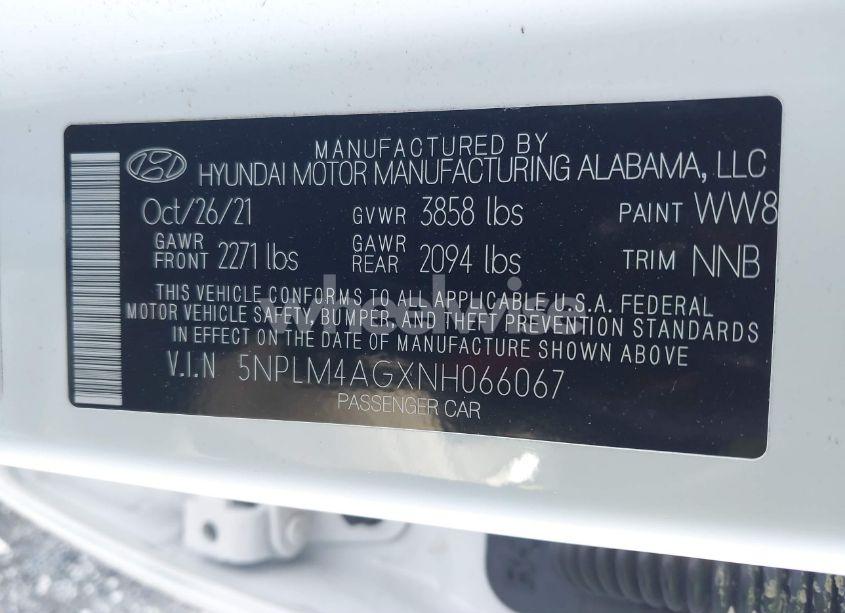 MANUFACTURED BY
HYUNDAI MOTOR MANUFACTURING ALABAMA, LLC
Oct/26/21 GVWR 3858 lbs PAINT WW8
GAWR FRONT 2271 lbs GAWR REAR 2094 lbs TRIM NNB
THIS VEHICLE CONFORMS TO ALL APPLICABLE U.S.A. FEDERAL
MOTOR VEHICLE SAFETY, BUMPER, AND THEFT PREVENTION STANDARDS
IN EFFECT ON THE DATE OF MANUFACTURE SHOWN ABOVE
V.I.N 5NPLM4AGXNH066067
PASSENGER CAR
wheelwise